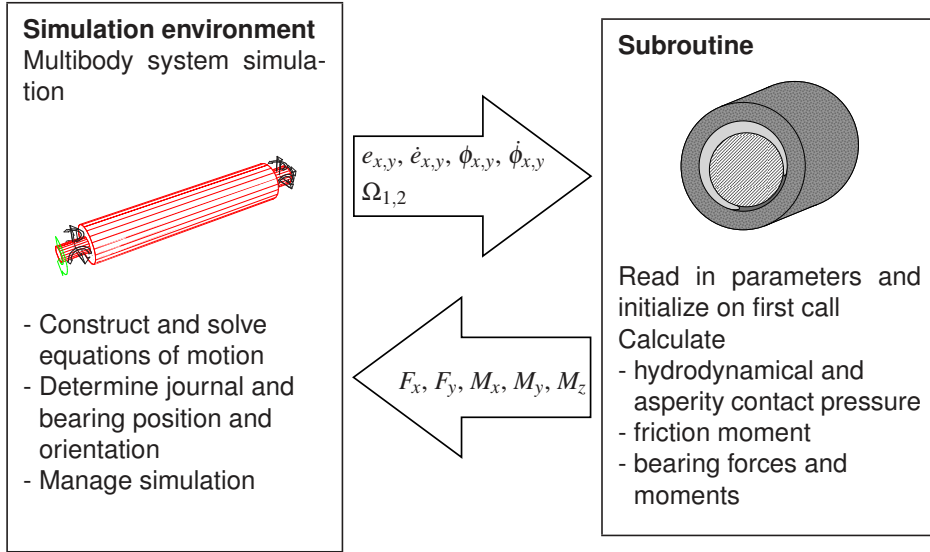 Simulation environment
Multibody system simula-
tion
- Construct and solve
equations of motion
- Determine journal and
bearing position and
orientation
- Manage simulation
e_{x,y}, ė_{x,y}, ϕ_{x,y}, ϕ̇_{x,y}
Ω_{1,2}
F_x, F_y, M_x, M_y, M_z
Subroutine
Read in parameters and
initialize on first call
Calculate
- hydrodynamical and
asperity contact pressure
- friction moment
- bearing forces and
moments